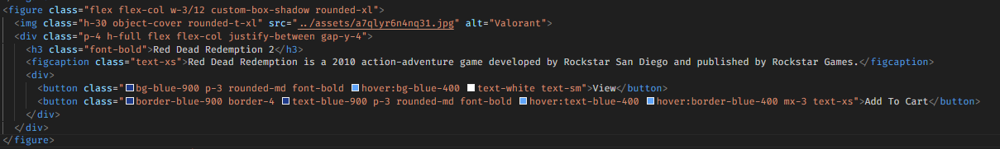 <figure class="flex flex-col w-3/12 custom-box-shadow rounded-xl">
<img class="h-30 object-cover rounded-t-xl" src="../assets/a7qlyr6n4nq31.jpg" alt="Valorant">
<div class="p-4 h-full flex flex-col justify-between gap-y-4">
<h3 class="font-bold">Red Dead Redemption 2</h3>
<figcaption class="text-xs">Red Dead Redemption is a 2010 action-adventure game developed by Rockstar San Diego and published by Rockstar Games.</figcaption>
<div>
<button class="bg-blue-900 p-3 rounded-md font-bold hover:bg-blue-400 text-white text-sm">View</button>
<button class="border-blue-900 border-4 text-blue-900 p-3 rounded-md font-bold hover:text-blue-400 hover:border-blue-400 mx-3 text-xs">Add To Cart</button>
</div>
</div>
</figure>